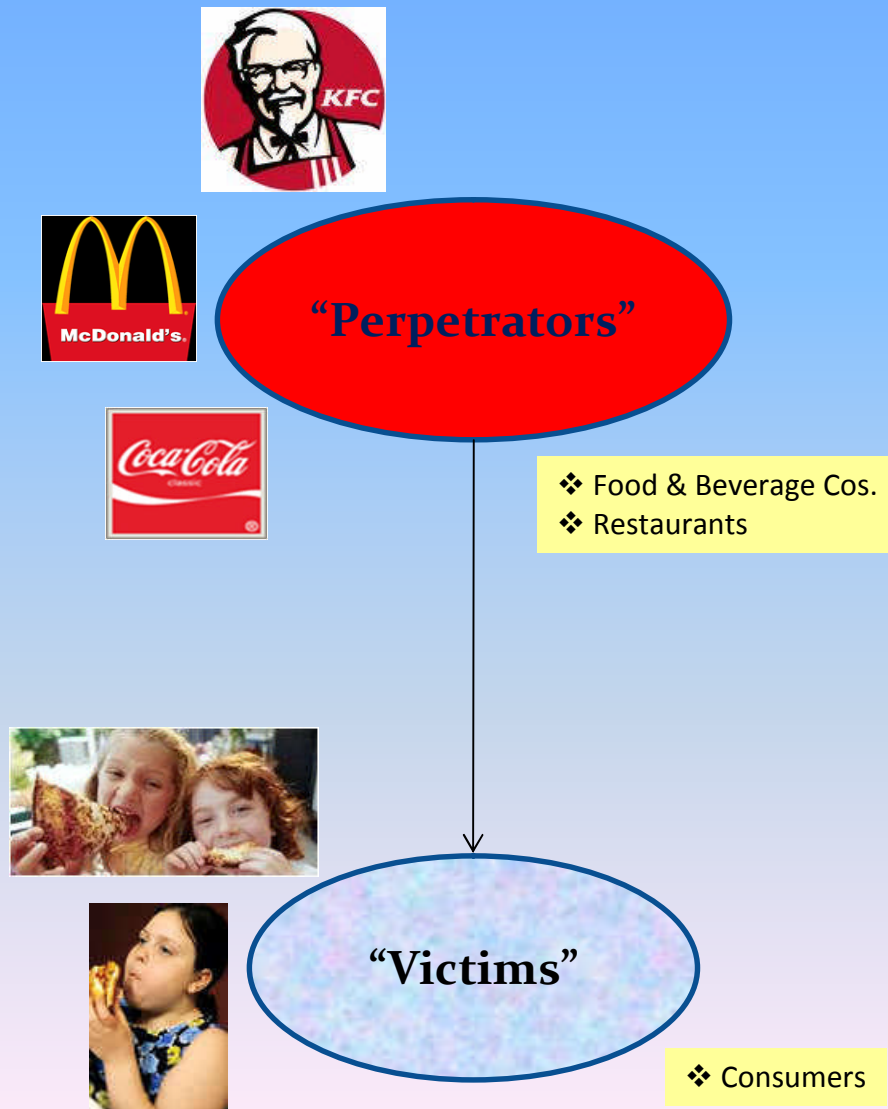 KFC
"Perpetrators"
McDonald's.
Coca-Cola
classic
®
❖ Food & Beverage Cos.
❖ Restaurants
“Victims”
❖ Consumers